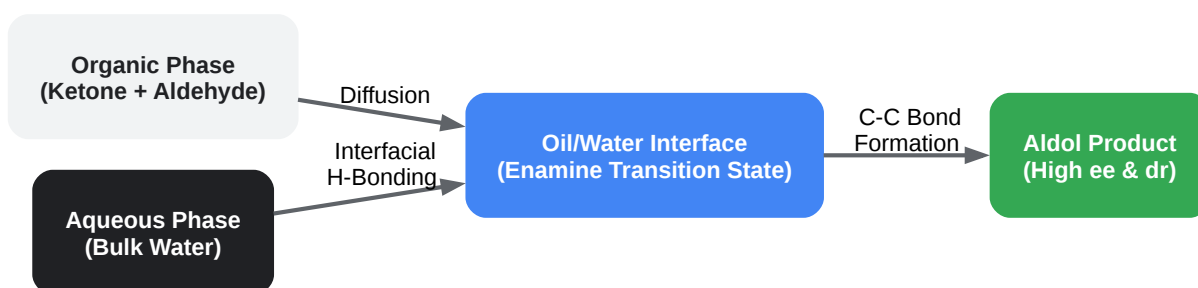 Organic Phase
(Ketone + Aldehyde)
Diffusion
Interfacial
H-Bonding
Aqueous Phase
(Bulk Water)
Oil/Water Interface
(Enamine Transition State)
C-C Bond
Formation
Aldol Product
(High ee & dr)